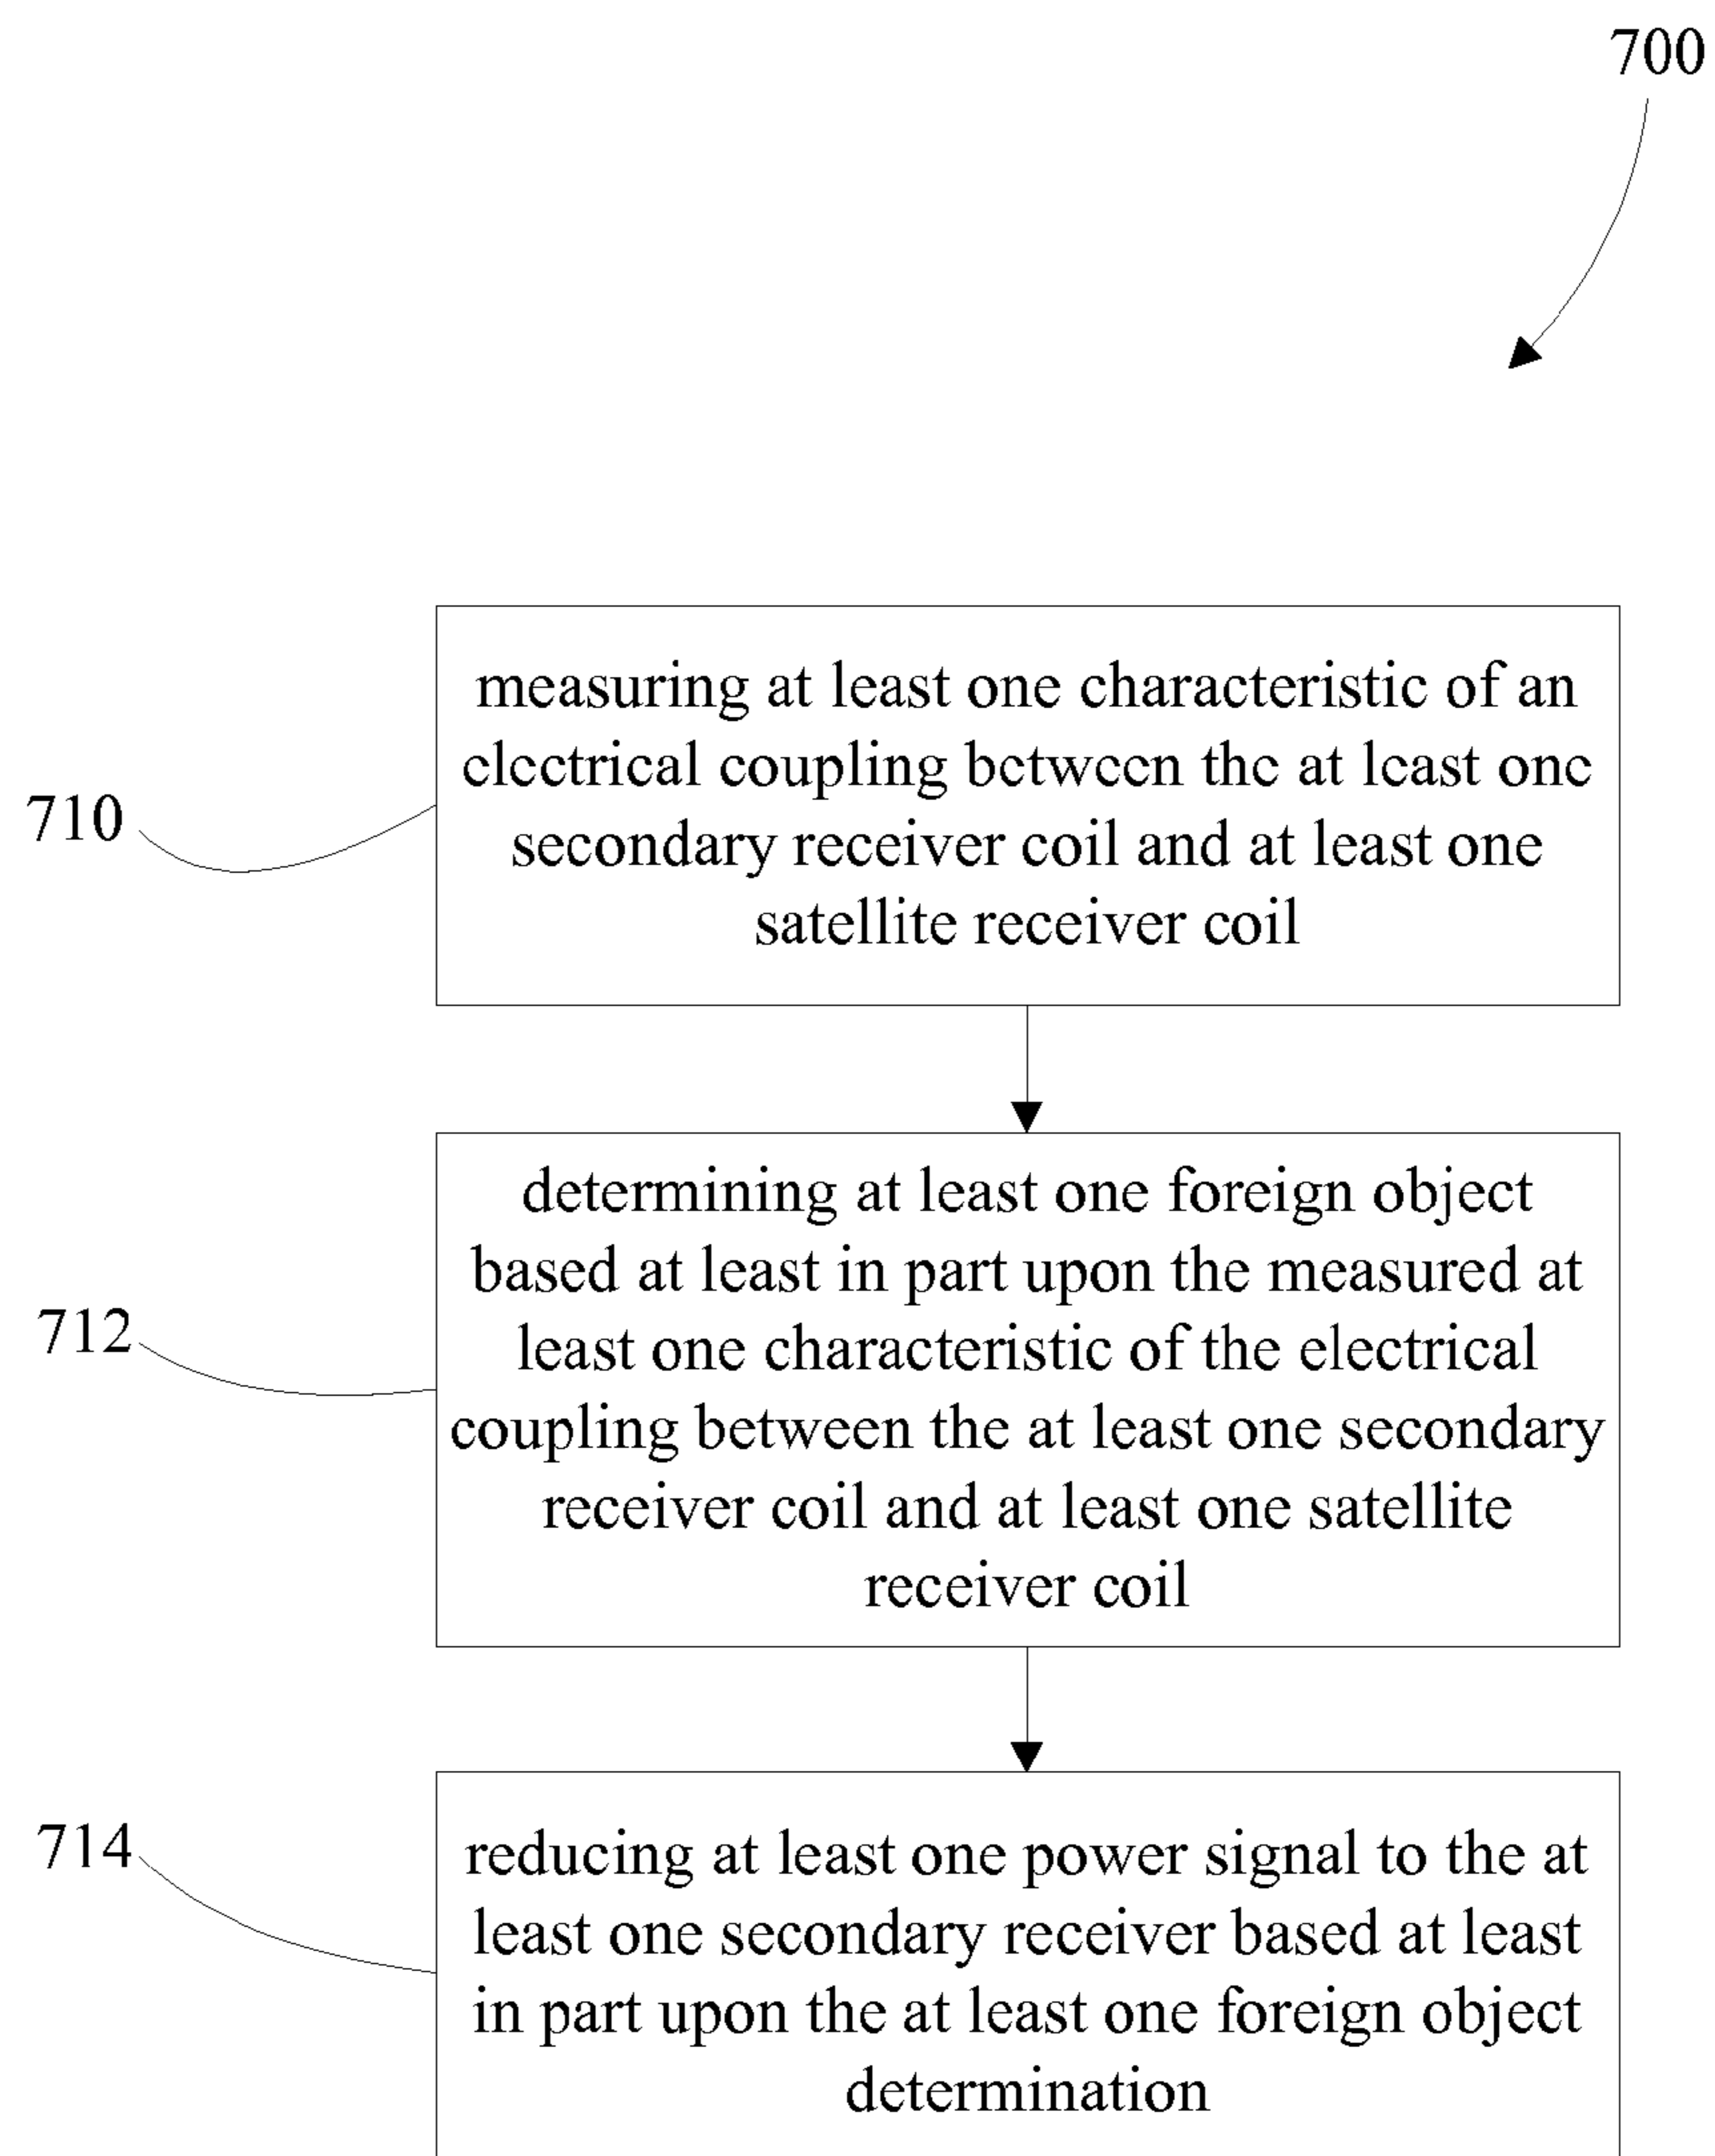 700
710
measuring at least one characteristic of an
electrical coupling between the at least one
secondary receiver coil and at least one
satellite receiver coil
712
determining at least one foreign object
based at least in part upon the measured at
least one characteristic of the electrical
coupling between the at least one secondary
receiver coil and at least one satellite
receiver coil
714
reducing at least one power signal to the at
least one secondary receiver based at least
in part upon the at least one foreign object
determination